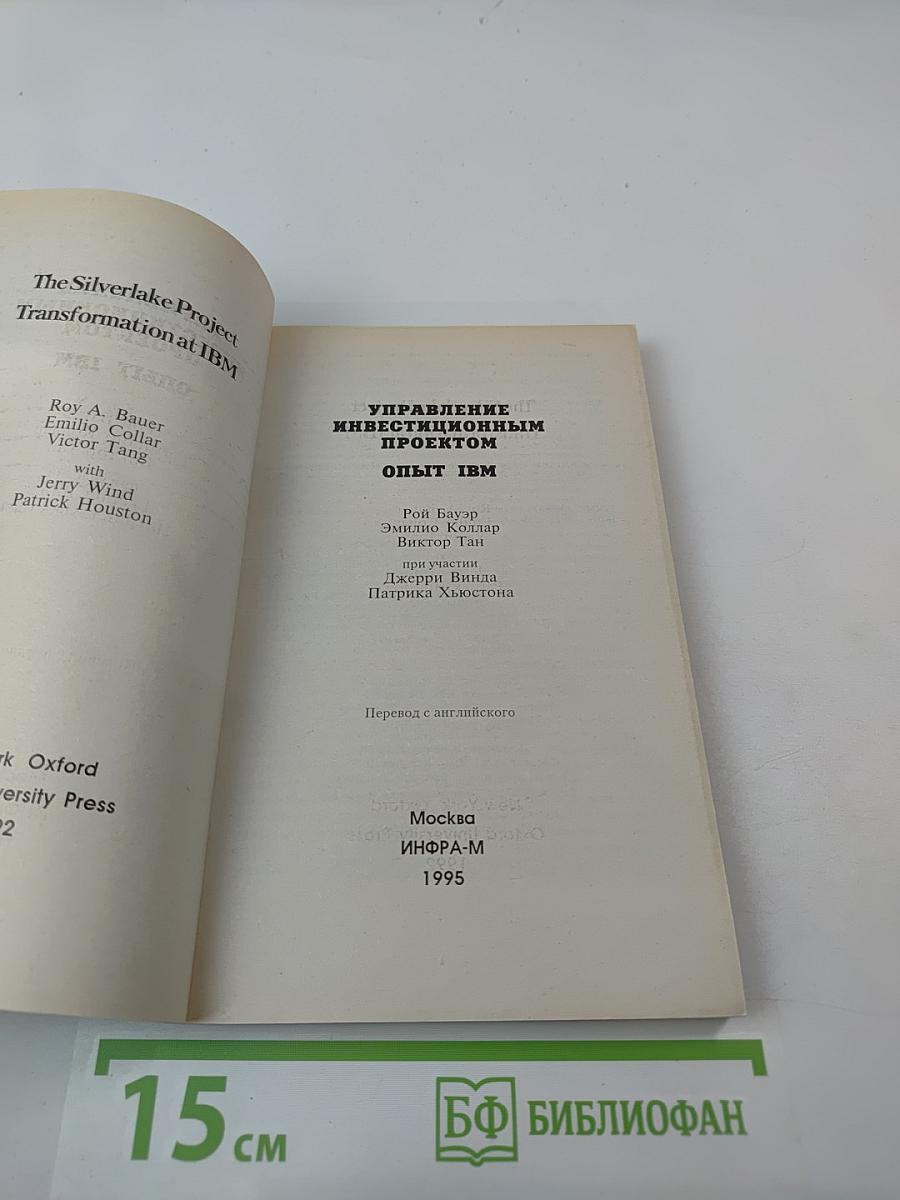 The Silverlake Project
Transformation at IBM
Roy A. Bauer
Emilio Collar
Victor Tang
with
Jerry Wind
Patrick Houston
Oxford
Press
УПРАВЛЕНИЕ
ИНВЕСТИЦИОННЫМ
ПРОЕКТОМ
ОПЫТ IBM
Рой Бауэр
Эмилио Коллар
Виктор Тан
при участии
Джерри Винда
Патрика Хьюстона
Перевод с английского
Москва
ИНФРА-М
1995
15 см
БФ БИБЛИОФАН